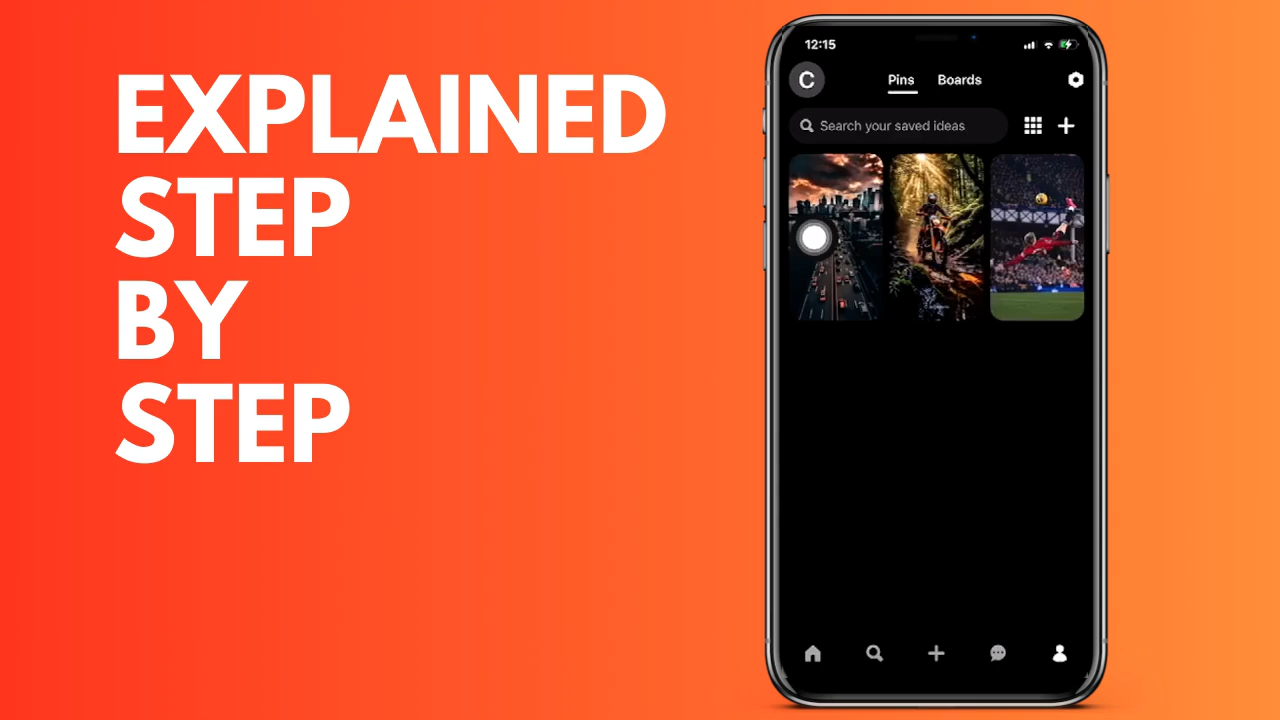 EXPLAINED
STEP
BY
STEP
12:15
C
Pins Boards
Search your saved ideas